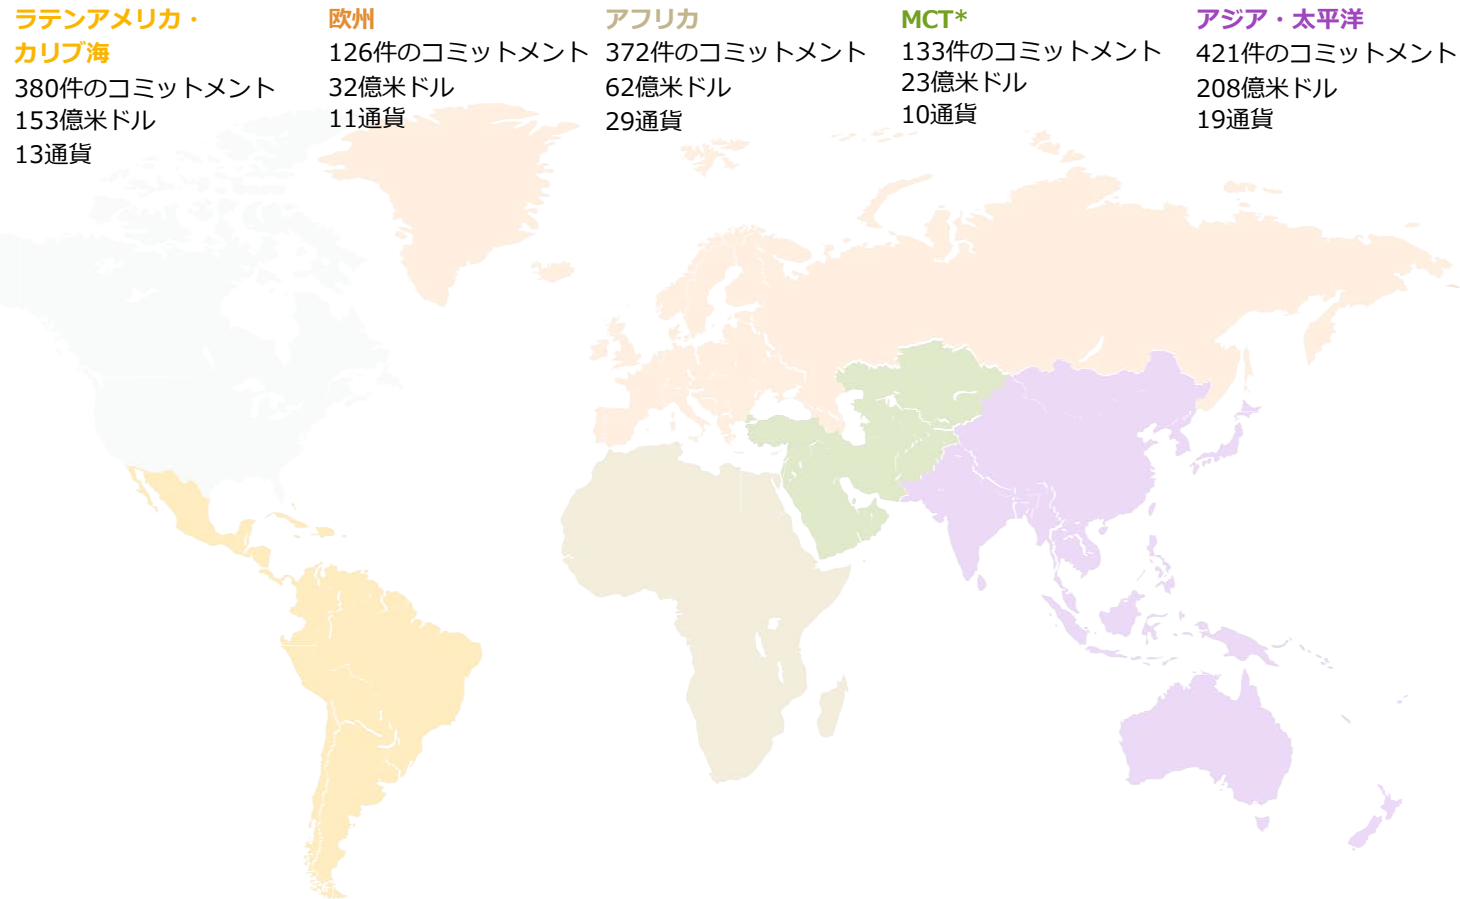 ラテンアメリカ・
カリブ海
380件のコミットメント
153億米ドル
13通貨
欧州
126件のコミットメント
32億米ドル
11通貨
アフリカ
372件のコミットメント
62億米ドル
29通貨
MCT*
133件のコミットメント
23億米ドル
10通貨
アジア・太平洋
421件のコミットメント
208億米ドル
19通貨